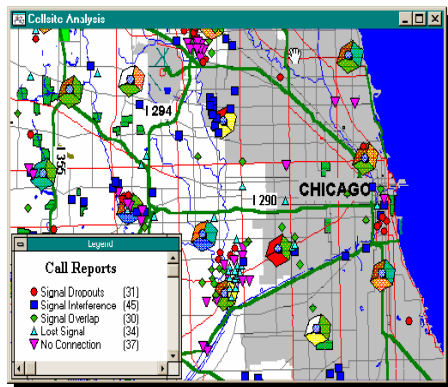 Cellsite Analysis
I 294
I 355
CHICAGO
I 290
Legend
Call Reports
Signal Dropouts (31)
Signal Interference (45)
Signal Overlap (30)
Lost Signal (34)
No Connection (37)